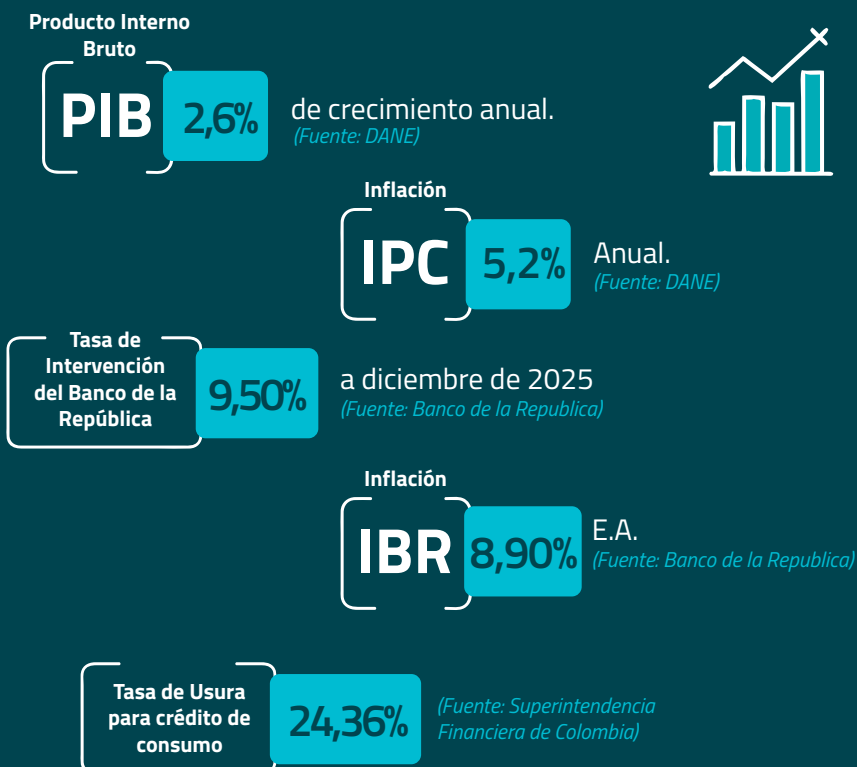 Producto Interno
Bruto
PIB
2,6%
de crecimiento anual.
(Fuente: DANE)
Inflación
IPC
5,2%
Anual.
(Fuente: DANE)
Tasa de
Intervención
del Banco de la
República
9,50%
a diciembre de 2025
(Fuente: Banco de la Republica)
Inflación
IBR
8,90%
E.A.
(Fuente: Banco de la Republica)
Tasa de Usura
para crédito de
consumo
24,36%
(Fuente: Superintendencia
Financiera de Colombia)